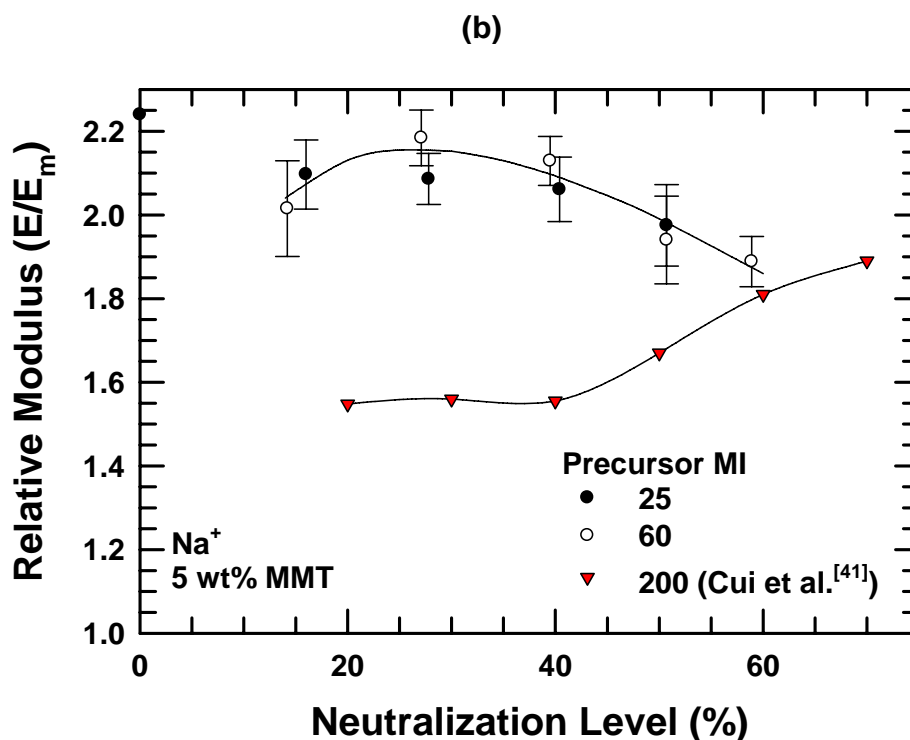 (b)
Relative Modulus (E/Eₘ)
2.2
2.0
1.8
1.6
1.4
1.2
1.0
Precursor MI
25
60
200 (Cui et al.[41])
Na⁺
5 wt% MMT
0
20
40
60
Neutralization Level (%)